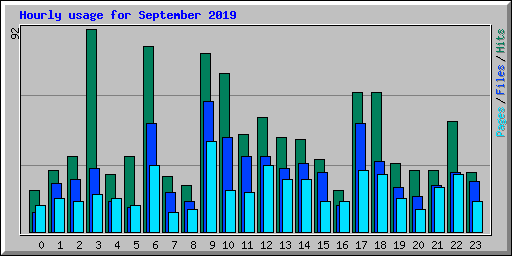 Hourly usage for September 2019
92
Pages/Files/Hits
0 1 2 3 4 5 6 7 8 9 10 11 12 13 14 15 16 17 18 19 20 21 22 23